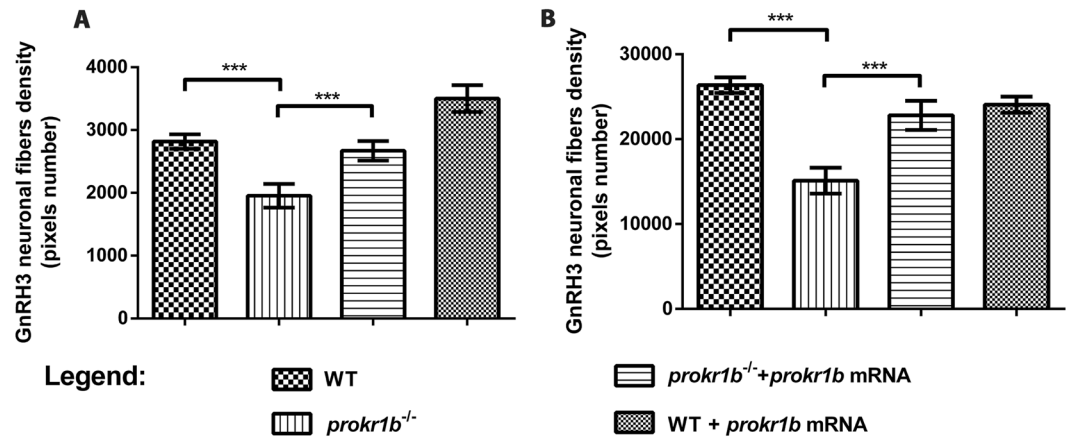 A
GnRH3 neuronal fibers density
(pixels number)
4000
3000
2000
1000
0
***
***
B
GnRH3 neuronal fibers density
(pixels number)
30000
20000
10000
0
***
***
Legend:
WT
prokr1b-/-
prokr1b-/-+prokr1b mRNA
WT + prokr1b mRNA